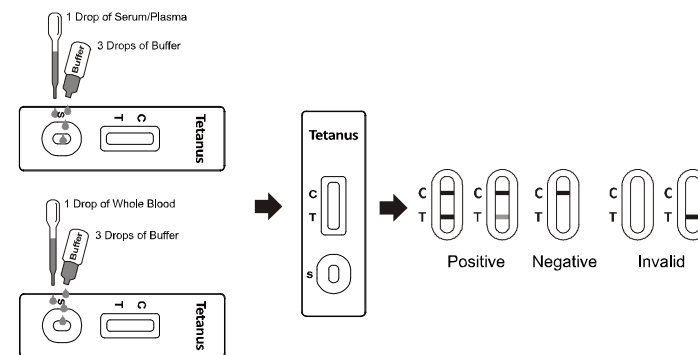 1 Drop of Serum/Plasma
3 Drops of Buffer
Buffer
S
T C
Tetanus
1 Drop of Whole Blood
3 Drops of Buffer
Buffer
S
T C
Tetanus
Tetanus
C
T
S
C C C C C
T T T T T
Positive Negative Invalid